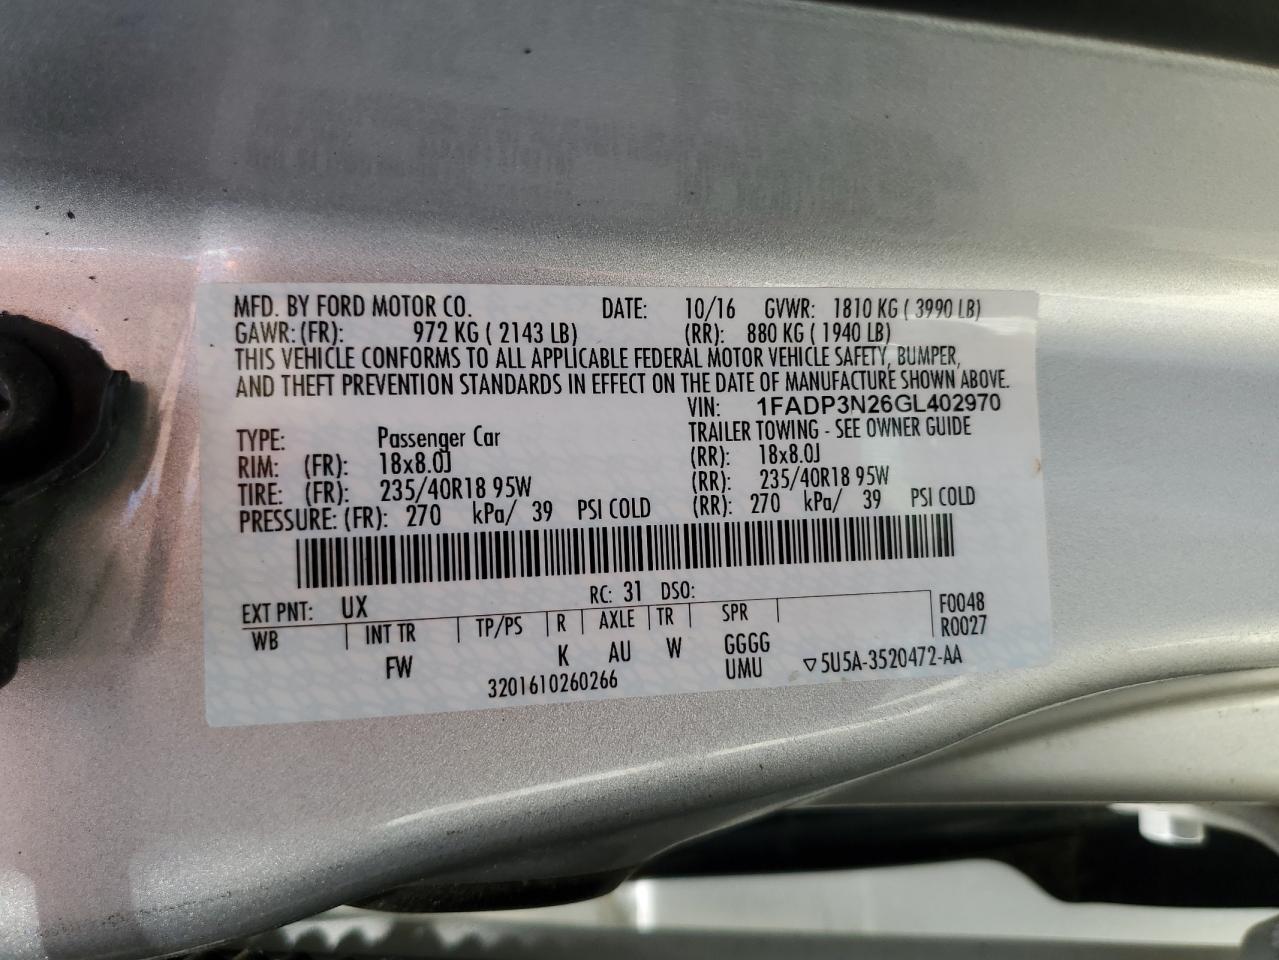 MFD. BY FORD MOTOR CO. DATE: 10/16 GVWR: 1810 KG ( 3990 LB)
GAWR: (FR): 972 KG ( 2143 LB) (RR): 880 KG ( 1940 LB)
THIS VEHICLE CONFORMS TO ALL APPLICABLE FEDERAL MOTOR VEHICLE SAFETY, BUMPER,
AND THEFT PREVENTION STANDARDS IN EFFECT ON THE DATE OF MANUFACTURE SHOWN ABOVE.
VIN: 1FADP3N26GL402970
TYPE: Passenger Car TRAILER TOWING - SEE OWNER GUIDE
RIM: (FR): 18x8.0J (RR): 18x8.0J
TIRE: (FR): 235/40R18 95W (RR): 235/40R18 95W
PRESSURE: (FR): 270 kPa/ 39 PSI COLD (RR): 270 kPa/ 39 PSI COLD
EXT PNT: UX RC: 31 DSO: F0048
WB INT TR TP/PS R AXLE TR SPR R0027
FW K AU W GGGG
3201610260266 UMU ▽5U5A-3520472-AA